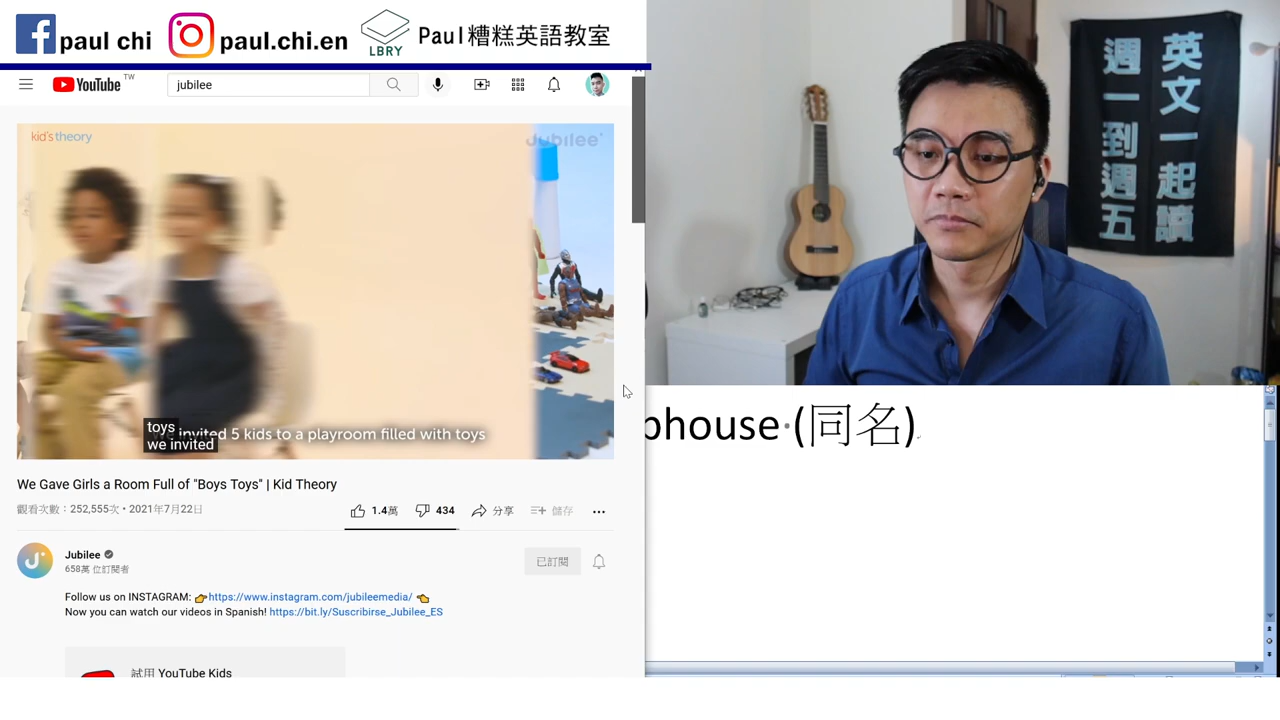 paul chi
paul.chi.en
LBRY
Paul糟糕英語教室
YouTube TW
jubilee
kid's theory
Jubilee
toys
we invited
invited 5 kids to a playroom filled with toys
We Gave Girls a Room Full of "Boys Toys" | Kid Theory
觀看次數：252,555次 • 2021年7月22日
1.4萬
434
分享
儲存
Jubilee
658萬 位訂閱者
已訂閱
Follow us on INSTAGRAM: 👉https://www.instagram.com/jubileemedia/ 👈
Now you can watch our videos in Spanish! https://bit.ly/Suscribirse_Jubilee_ES
試用 YouTube Kids
英文一起讀
週一到週五
phouse (同名)